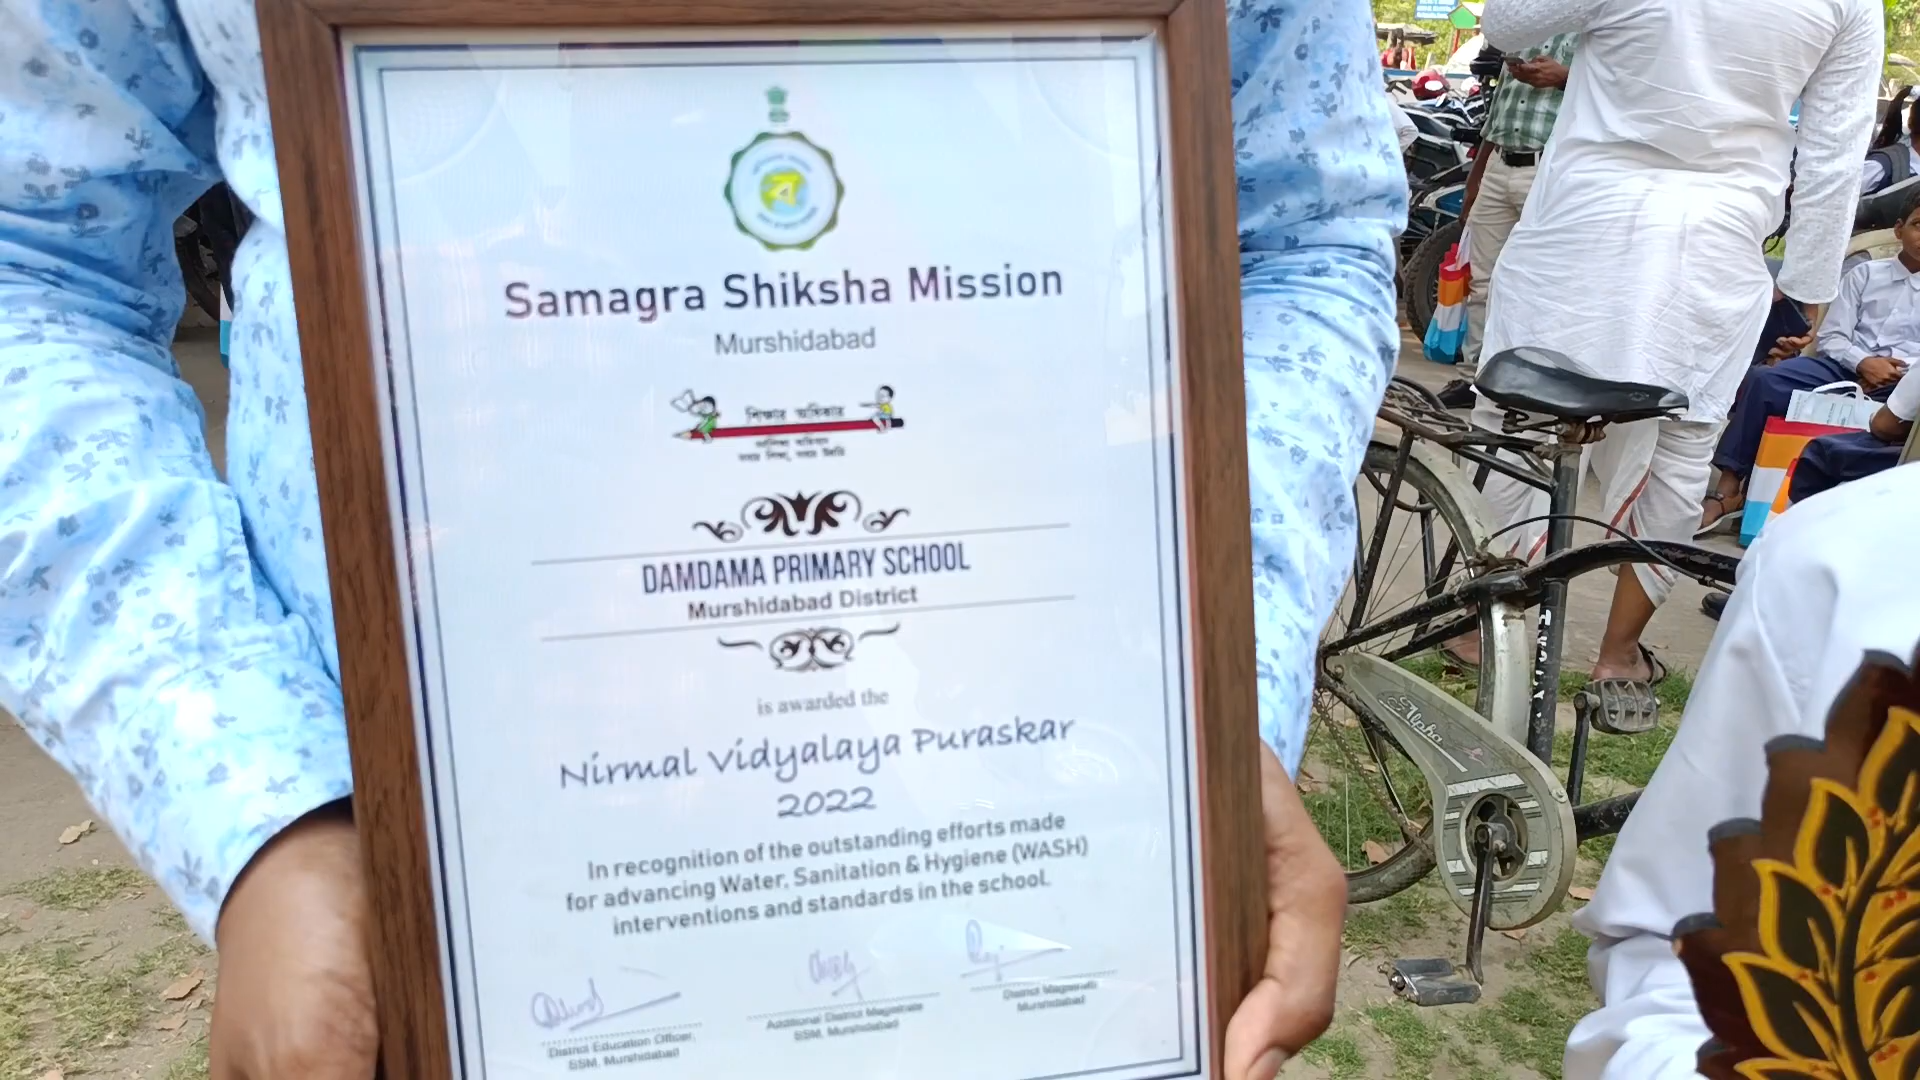 Samagra Shiksha Mission
Murshidabad
শিক্ষার অধিকার
DAMDAMA PRIMARY SCHOOL
Murshidabad District
is awarded the
Nirmal Vidyalaya Puraskar
2022
In recognition of the outstanding efforts made
for advancing Water, Sanitation & Hygiene (WASH)
interventions and standards in the school.
District Education Officer,
SSM, Murshidabad
Additional District Magistrate
SSM, Murshidabad
District Magistrate
Murshidabad
Alpha